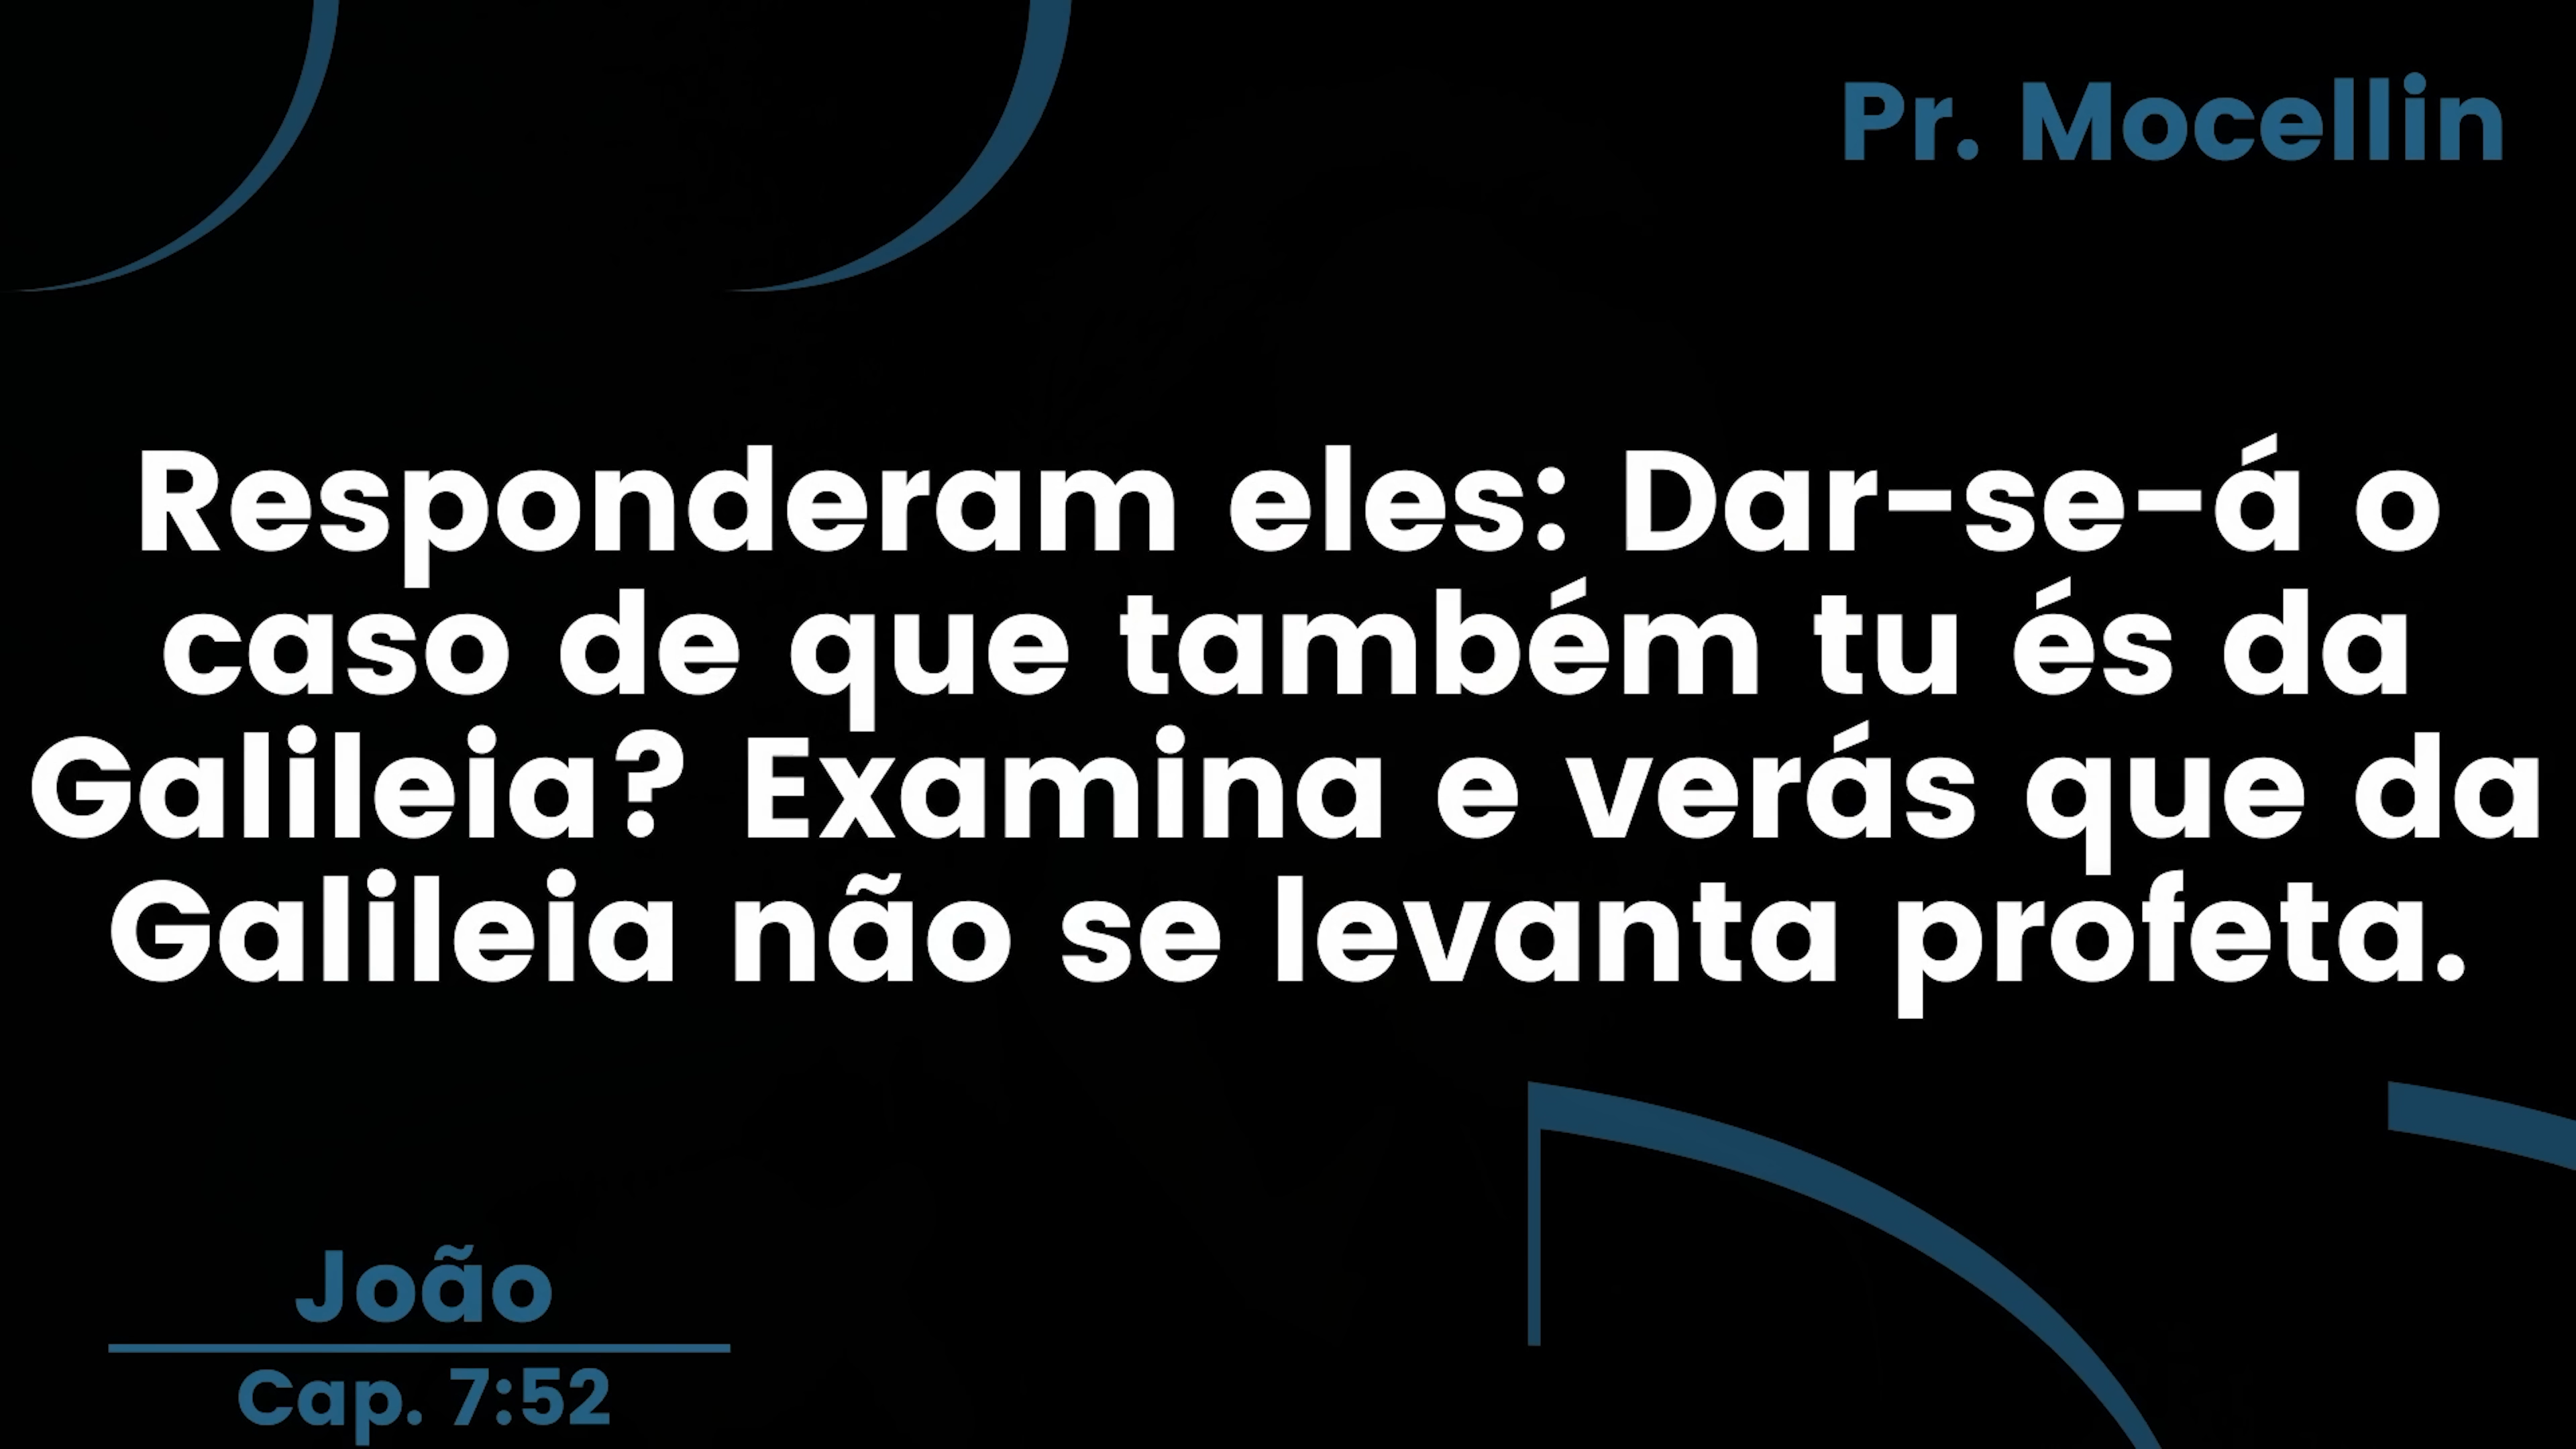 Pr. Mocellin
Responderam eles: Dar-se-á o
caso de que também tu és da
Galileia? Examina e verás que da
Galileia não se levanta profeta.
João
Cap. 7:52